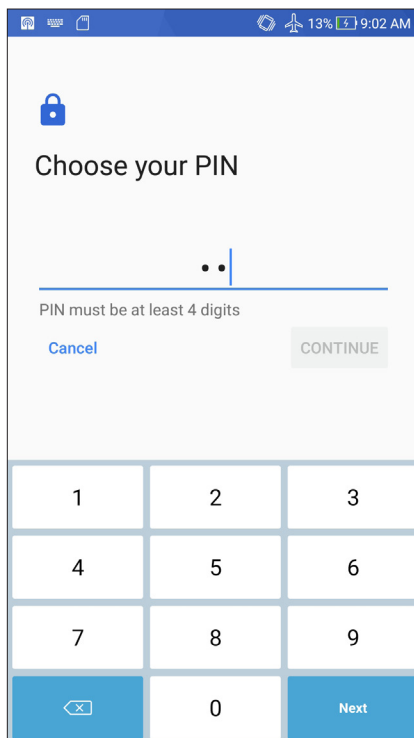 13% 9:02 AM
Choose your PIN
••
PIN must be at least 4 digits
Cancel CONTINUE
1 2 3
4 5 6
7 8 9
0 Next